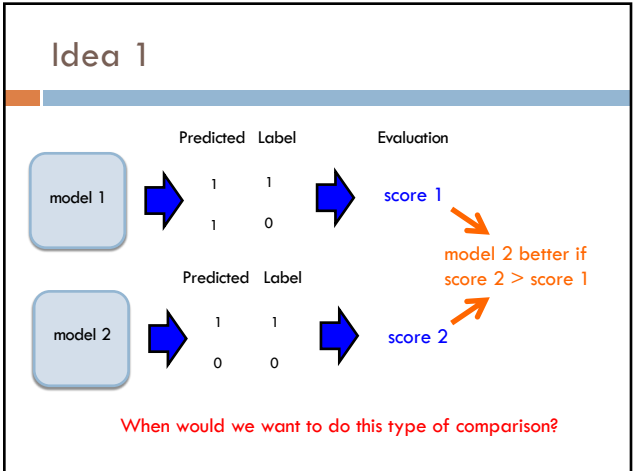 Idea 1
Predicted Label Evaluation
model 1
1 1
1 0
score 1
model 2 better if
score 2 > score 1
Predicted Label
model 2
1 1
0 0
score 2
When would we want to do this type of comparison?